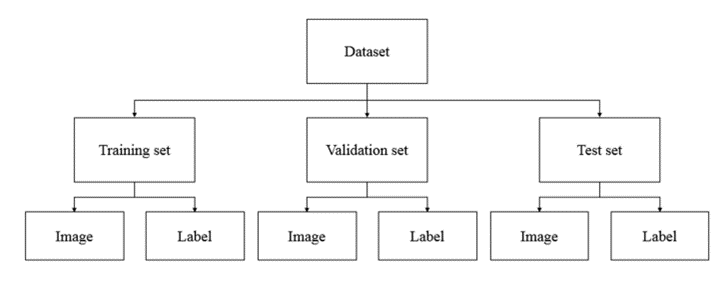 Dataset
Training set
Validation set
Test set
Image
Label
Image
Label
Image
Label